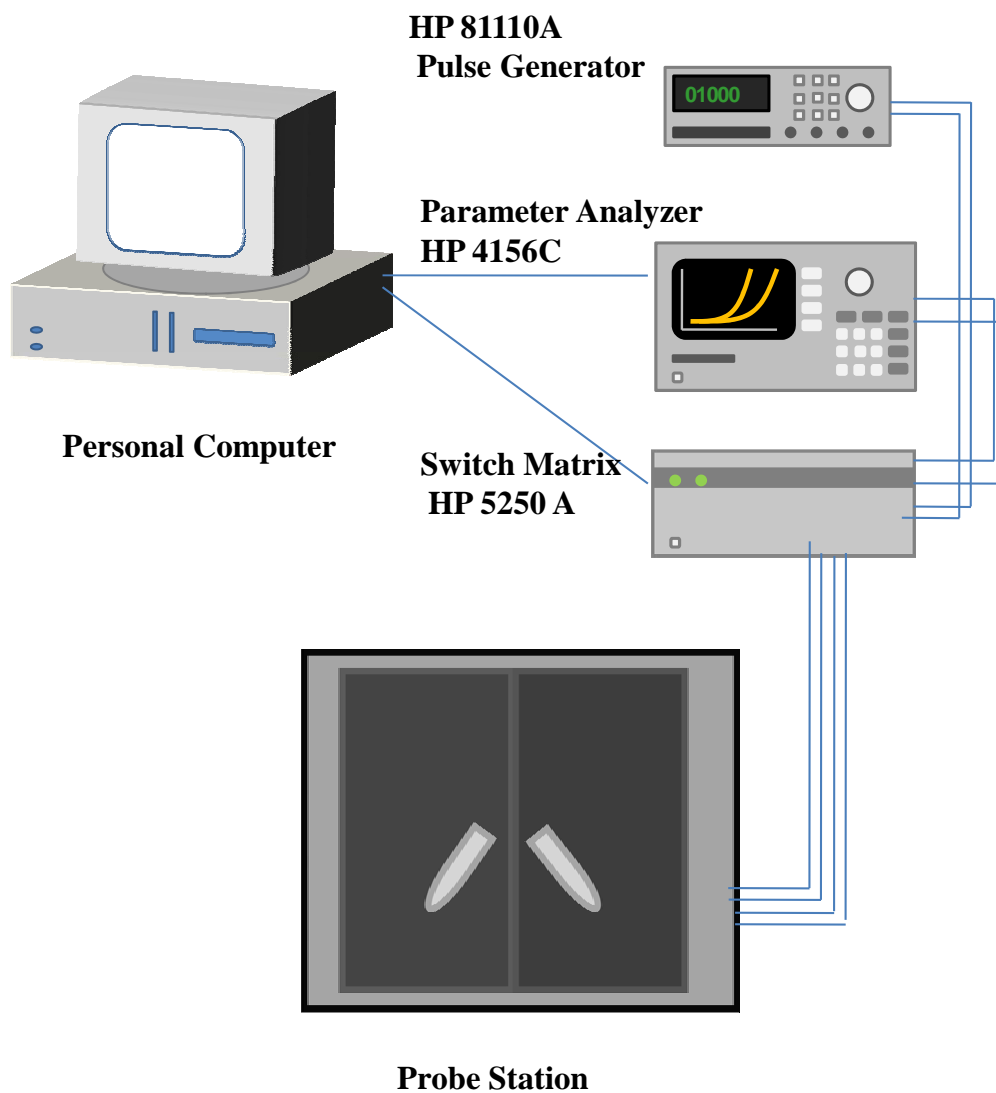 HP 81110A
Pulse Generator
01000
Parameter Analyzer
HP 4156C
Personal Computer
Switch Matrix
HP 5250 A
Probe Station